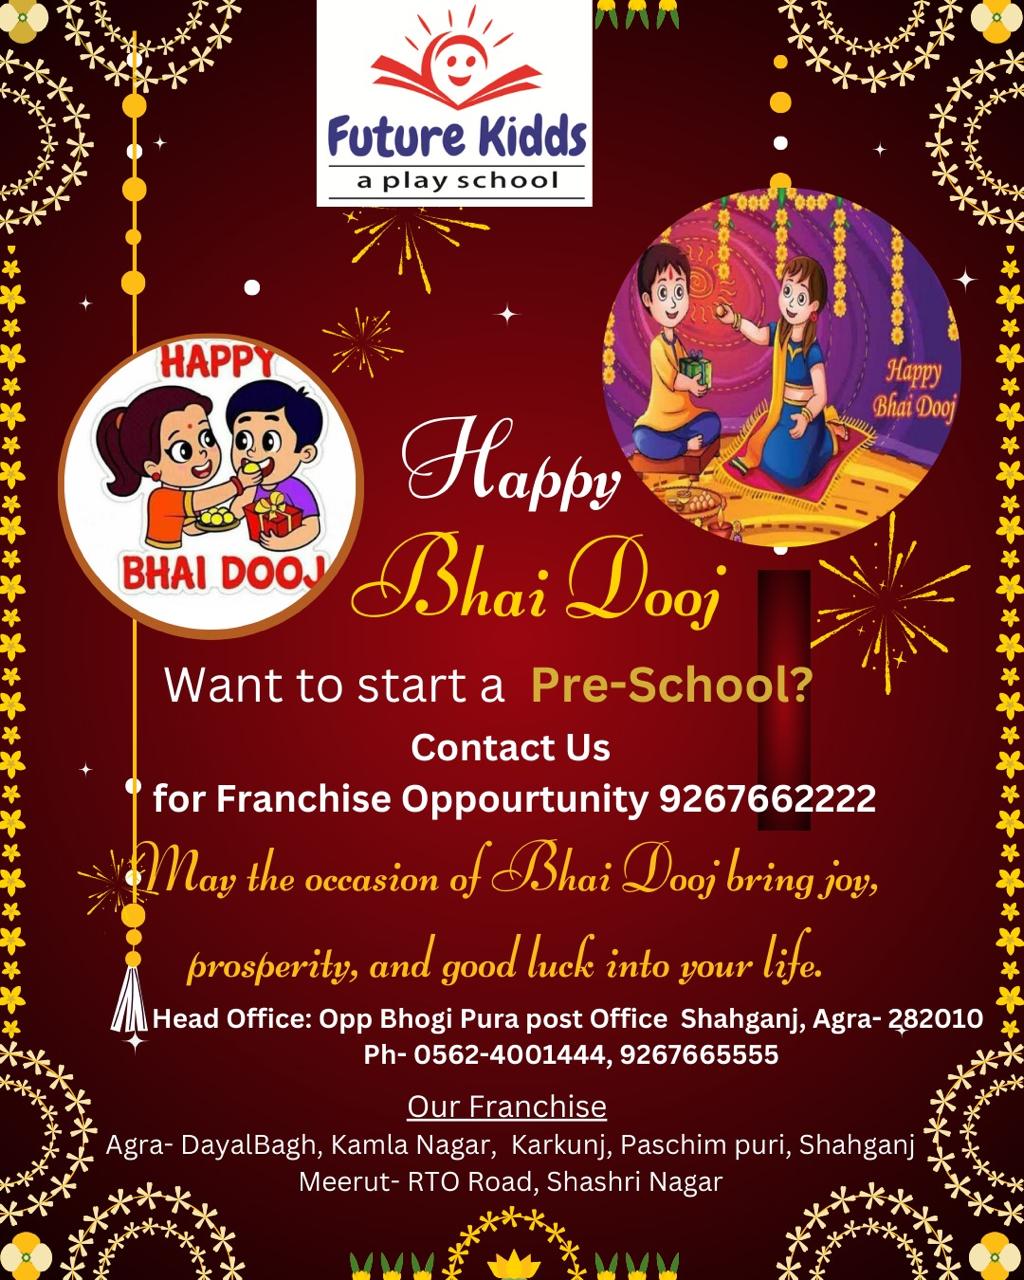 Future Kidds
a play school
HAPPY
BHAI DOOJ
Happy
Bhai Dooj
Happy
Bhai Dooj
Want to start a Pre-School?
Contact Us
for Franchise Oppourtunity 9267662222
May the occasion of Bhai Dooj bring joy,
prosperity, and good luck into your life.
Head Office: Opp Bhogi Pura post Office Shahganj, Agra- 282010
Ph- 0562-4001444, 9267665555
Our Franchise
Agra- DayalBagh, Kamla Nagar, Karkunj, Paschim puri, Shahganj
Meerut- RTO Road, Shashri Nagar